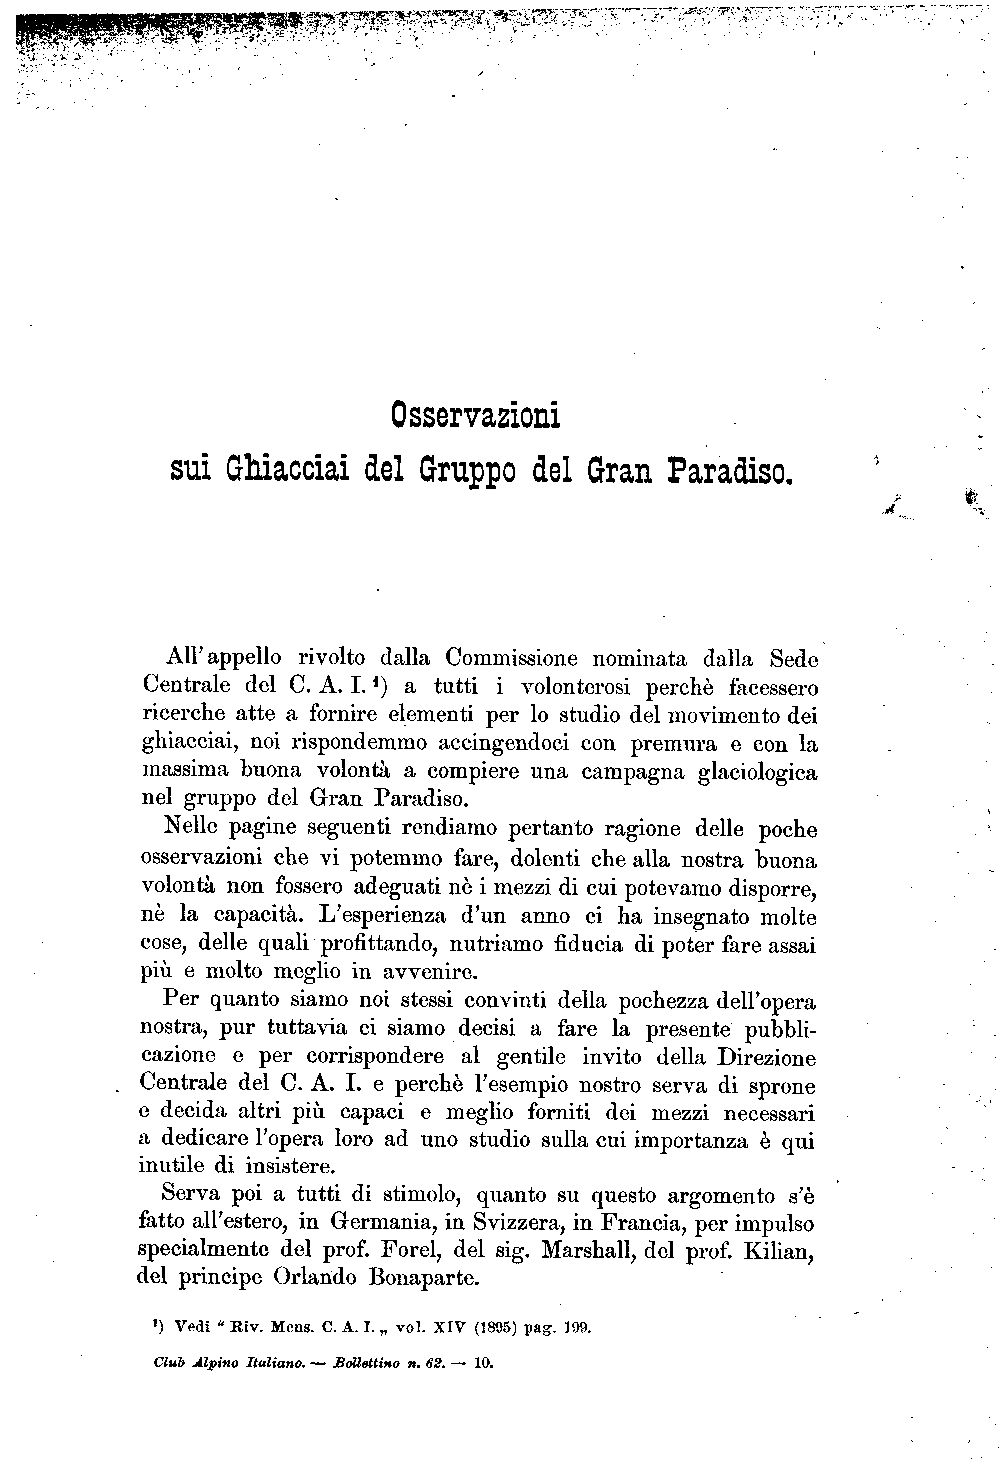 Osservazioni
sui Ghiacciai del Gruppo del Gran Paradiso.
All'appello rivolto dalla Commissione nominata dalla Sede
Centrale del C. A. I. ¹) a tutti i volonterosi perchè facessero
ricerche atte a fornire elementi per lo studio del movimento dei
ghiacciai, noi rispondemmo accingendoci con premura e con la
massima buona volontà a compiere una campagna glaciologica
nel gruppo del Gran Paradiso.
Nelle pagine seguenti rendiamo pertanto ragione delle poche
osservazioni che vi potemmo fare, dolenti che alla nostra buona
volontà non fossero adeguati nè i mezzi di cui potevamo disporre,
nè la capacità. L'esperienza d'un anno ci ha insegnato molte
cose, delle quali profittando, nutriamo fiducia di poter fare assai
più e molto meglio in avvenire.
Per quanto siamo noi stessi convinti della pochezza dell'opera
nostra, pur tuttavia ci siamo decisi a fare la presente pubbli-
cazione e per corrispondere al gentile invito della Direzione
Centrale del C. A. I. e perchè l'esempio nostro serva di sprone
e decida altri più capaci e meglio forniti dei mezzi necessari
a dedicare l'opera loro ad uno studio sulla cui importanza è qui
inutile di insistere.
Serva poi a tutti di stimolo, quanto su questo argomento s'è
fatto all'estero, in Germania, in Svizzera, in Francia, per impulso
specialmente del prof. Forel, del sig. Marshall, del prof. Kilian,
del principe Orlando Bonaparte.
¹) Vedi “ Riv. Mens. C. A. I. „ vol. XIV (1895) pag. 199.
Club Alpino Italiano. — Bollettino n. 62. — 10.